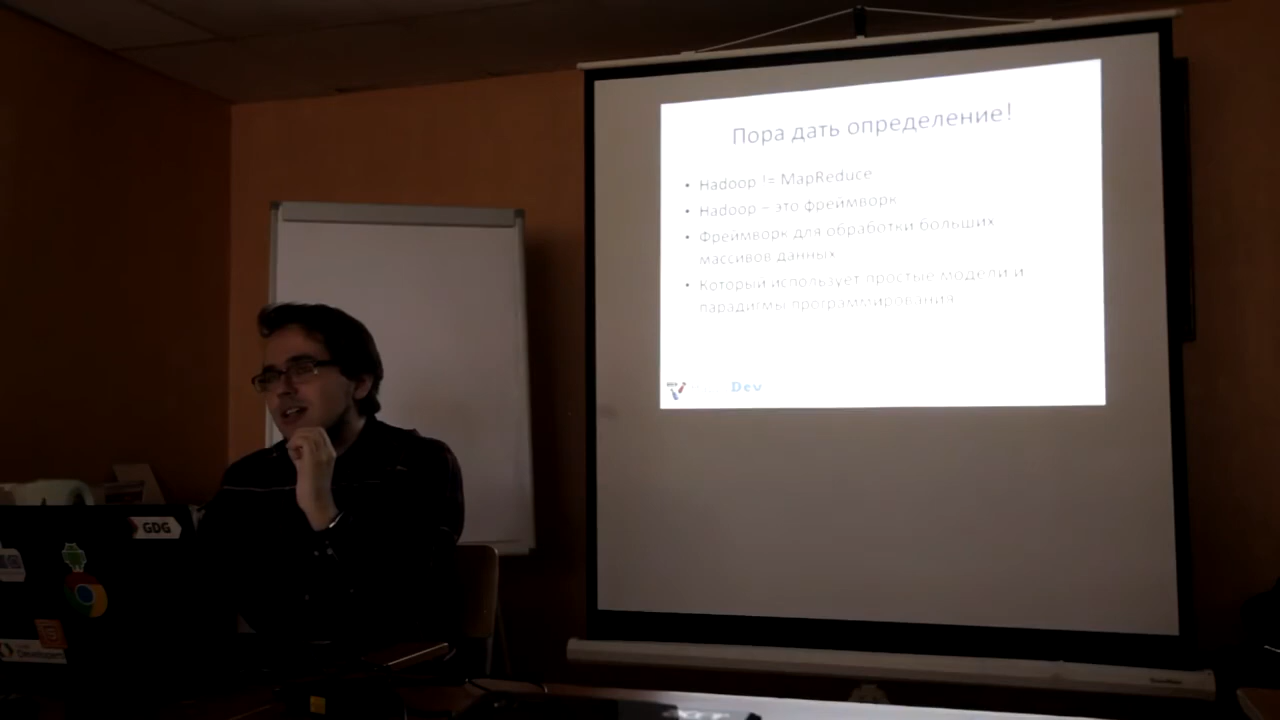 Пора дать определение!
• Hadoop != MapReduce
• Hadoop – это фреймворк
• Фреймворк для обработки больших
массивов данных
• Который использует простые модели и
парадигмы программирования
Dev
GDG
Developers